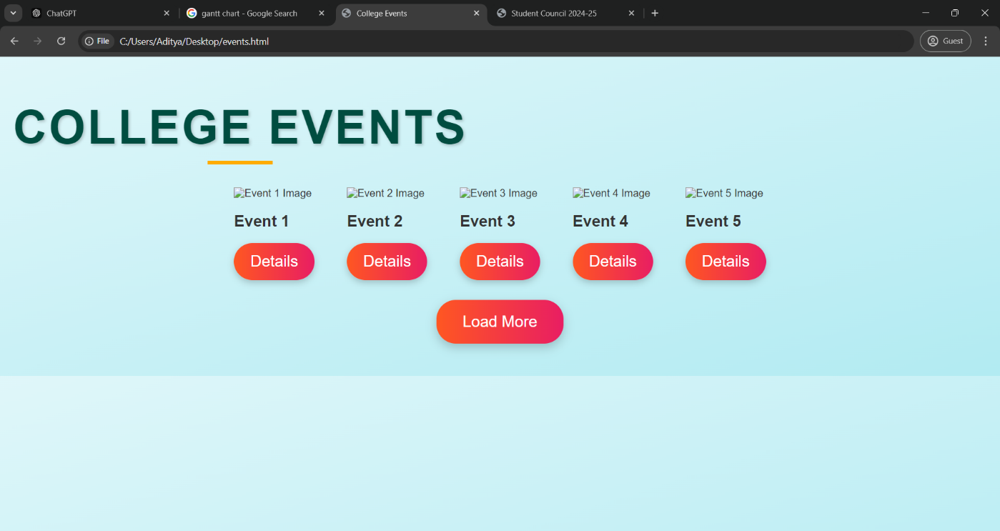 ChatGPT
gantt chart - Google Search
College Events
Student Council 2024-25
File
C:/Users/Aditya/Desktop/events.html
Guest
COLLEGE EVENTS
Event 1 Image Event 2 Image Event 3 Image Event 4 Image Event 5 Image
Event 1 Event 2 Event 3 Event 4 Event 5
Details Details Details Details Details
Load More